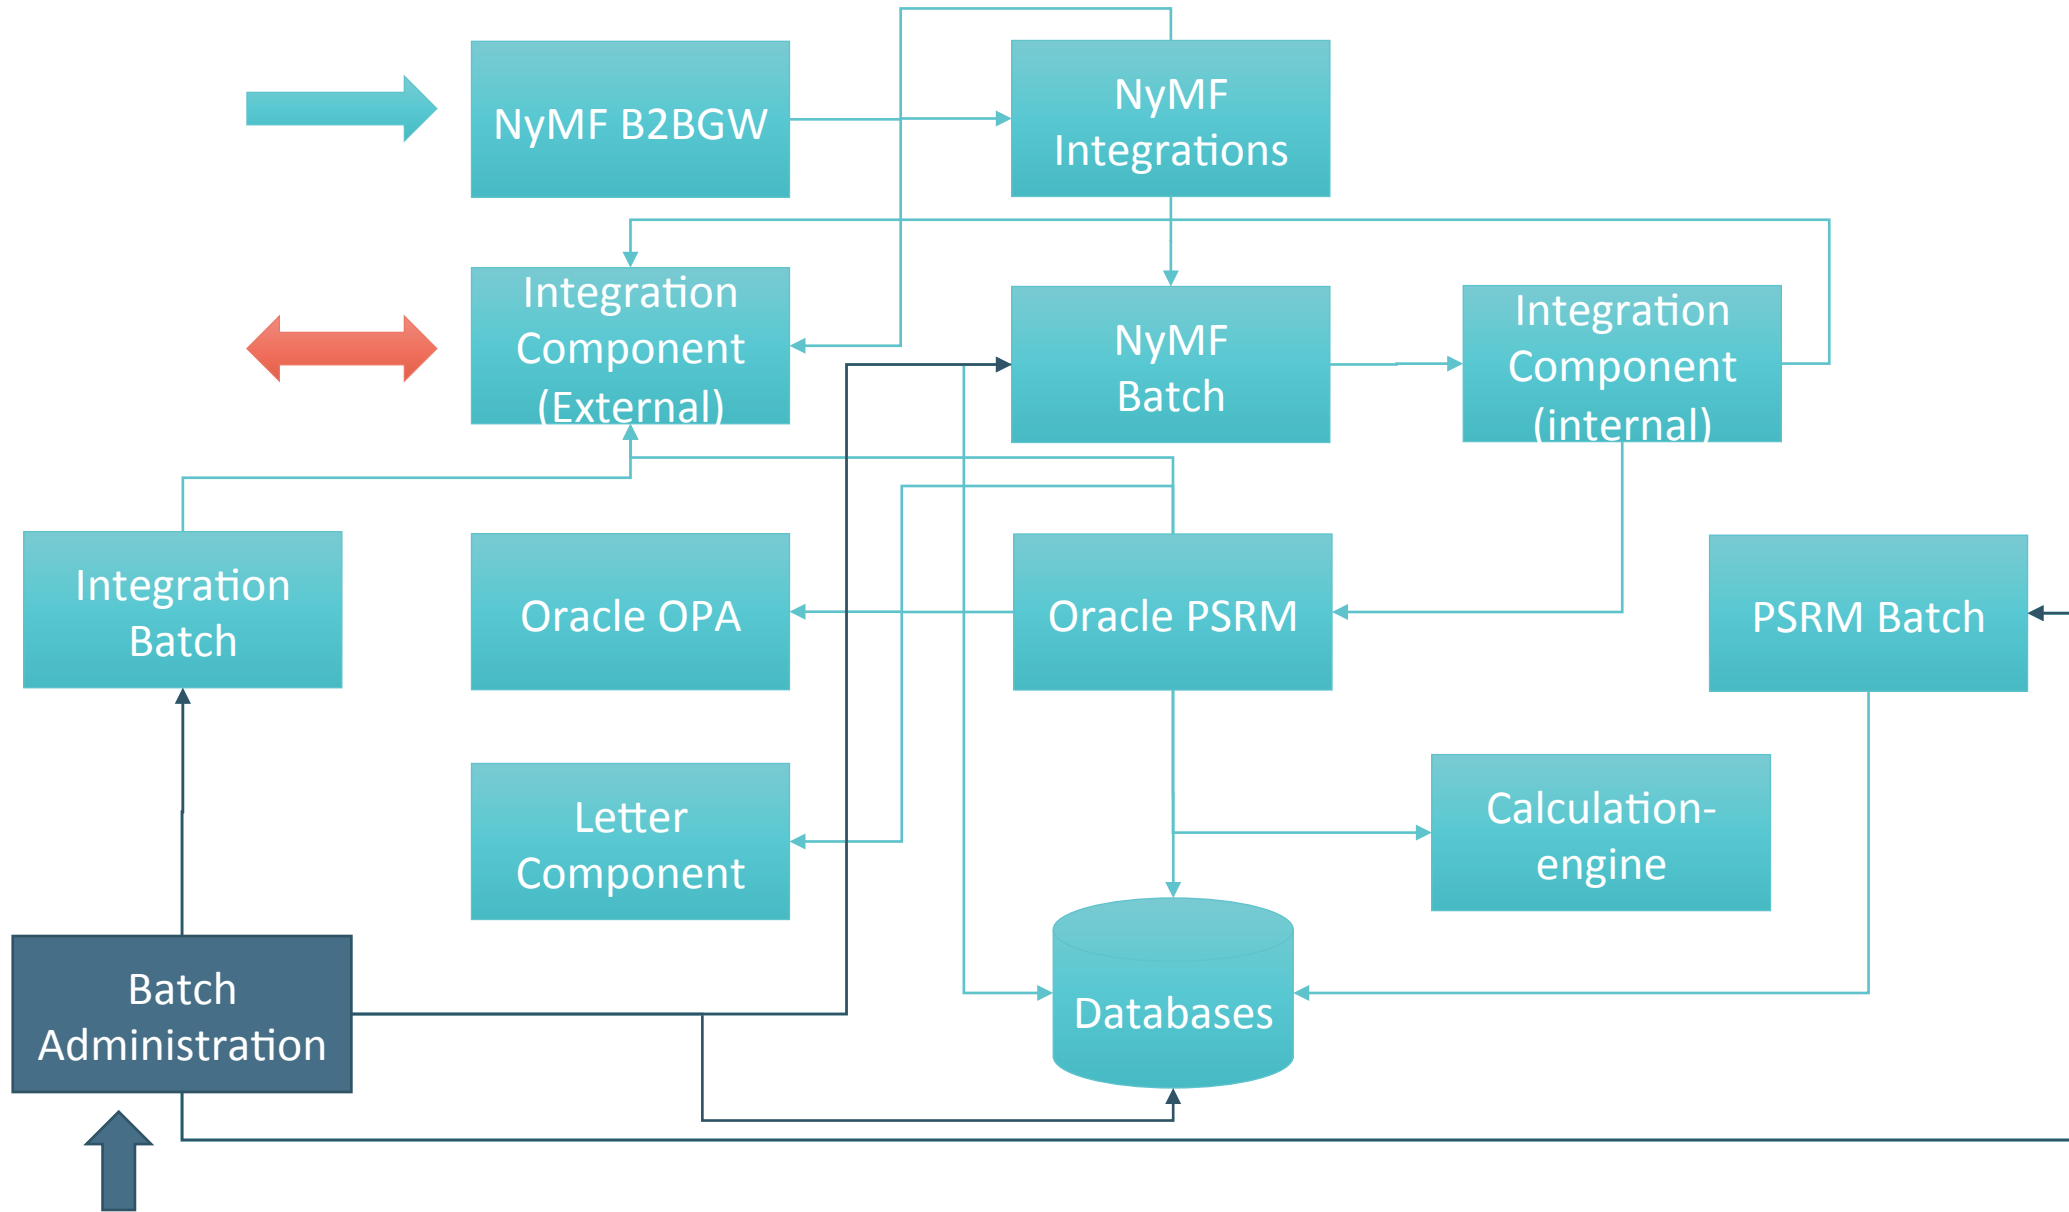 NyMF B2BGW
NyMF
Integrations
Integration
Component
(External)
NyMF
Batch
Integration
Component
(internal)
Integration
Batch
Oracle OPA
Oracle PSRM
PSRM Batch
Letter
Component
Calculation-
engine
Batch
Administration
Databases